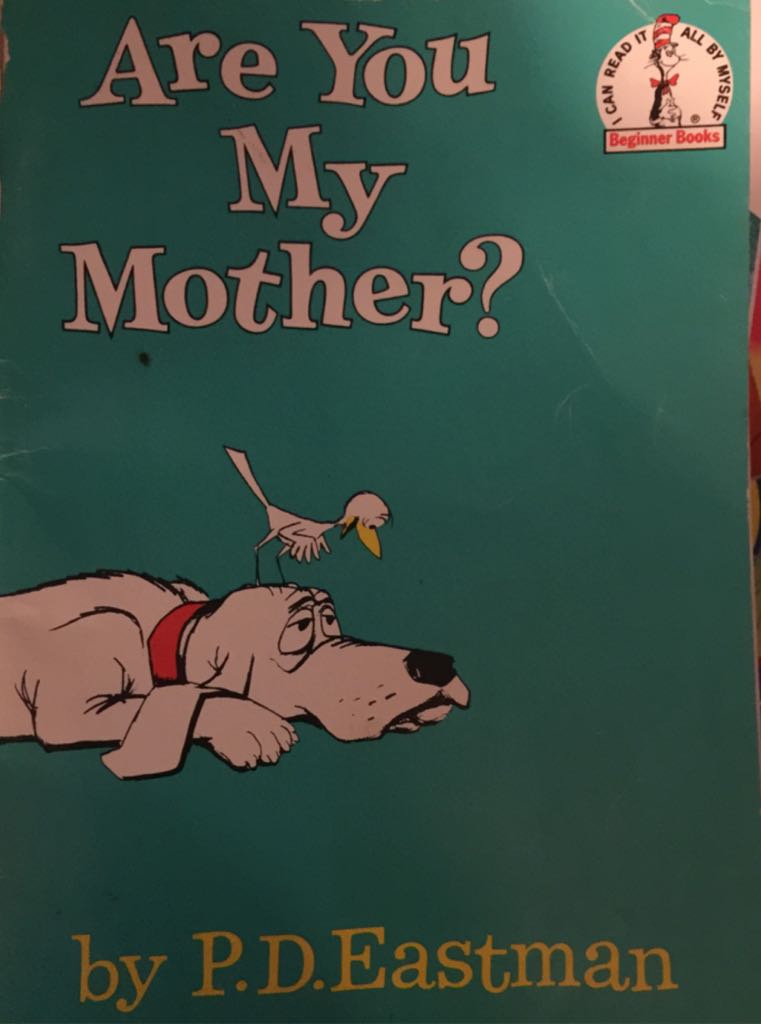 Are You
My
Mother?
I CAN READ IT ALL BY MYSELF
®
Beginner Books
by P.D.Eastman